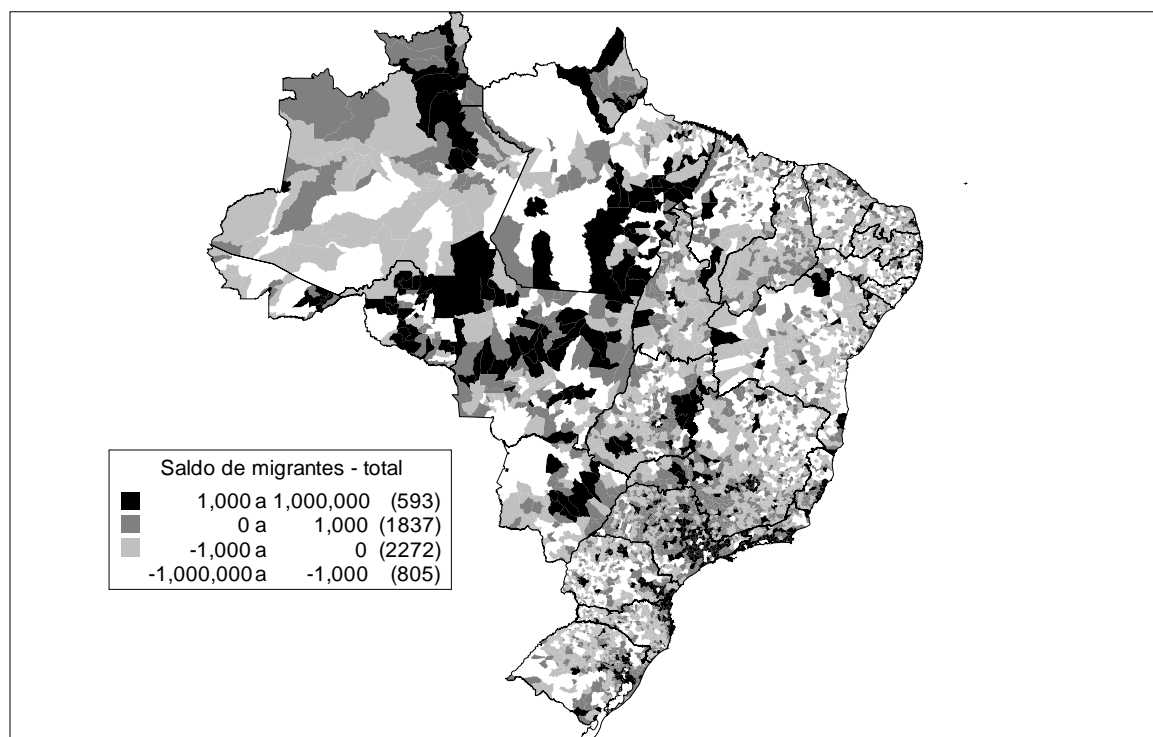 Saldo de migrantes - total
1,000 a 1,000,000 (593)
0 a 1,000 (1837)
-1,000 a 0 (2272)
-1,000,000 a -1,000 (805)